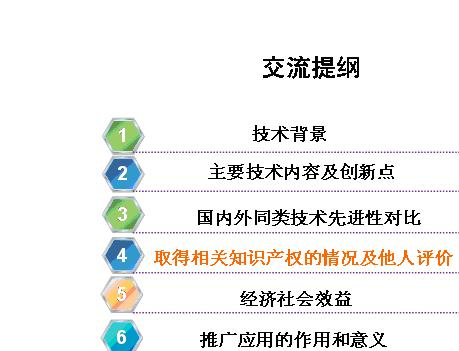 交流提纲
1 技术背景
2 主要技术内容及创新点
3 国内外同类技术先进性对比
4 取得相关知识产权的情况及他人评价
5 经济社会效益
6 推广应用的作用和意义